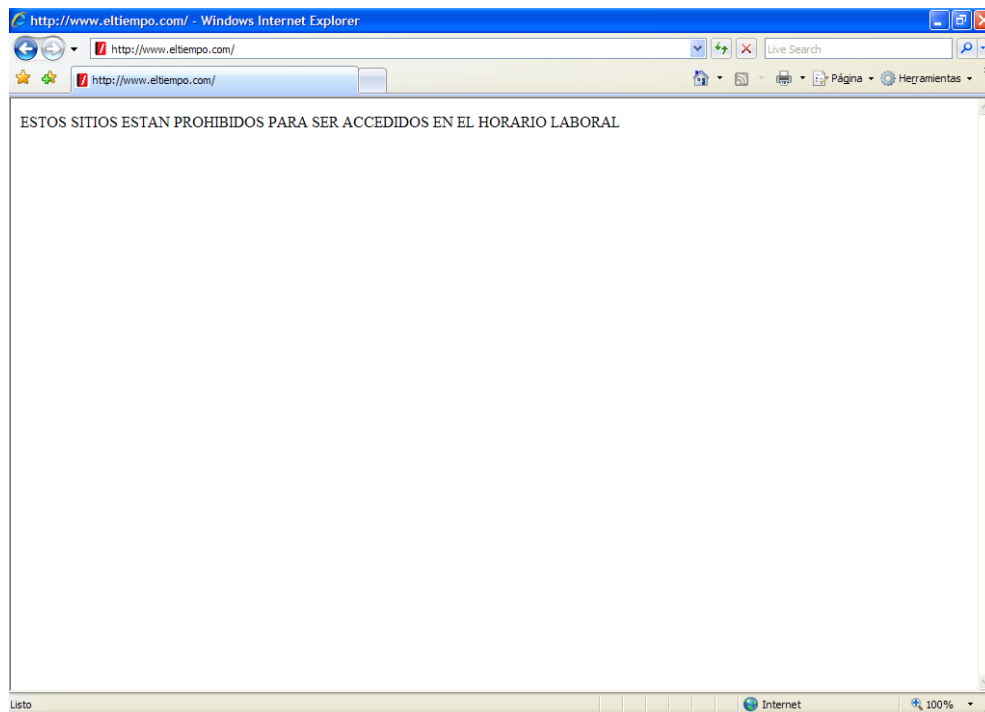 http://www.eltiempo.com/ - Windows Internet Explorer
http://www.eltiempo.com/ Live Search
http://www.eltiempo.com/ Página Herramientas
ESTOS SITIOS ESTAN PROHIBIDOS PARA SER ACCEDIDOS EN EL HORARIO LABORAL
Listo Internet 100%